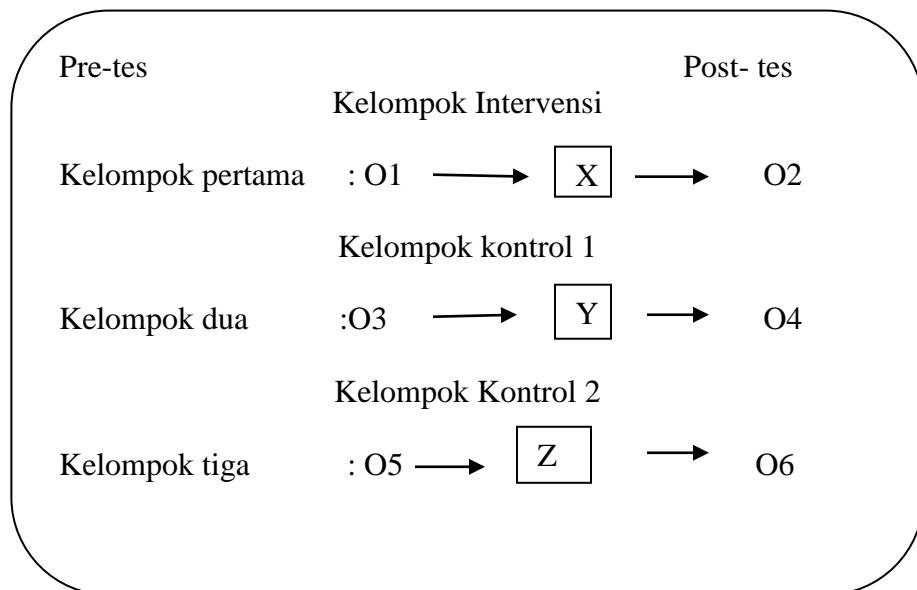 Pre-tes Post- tes
Kelompok Intervensi
Kelompok pertama : O1 X O2
Kelompok kontrol 1
Kelompok dua :O3 Y O4
Kelompok Kontrol 2
Kelompok tiga : O5 Z O6